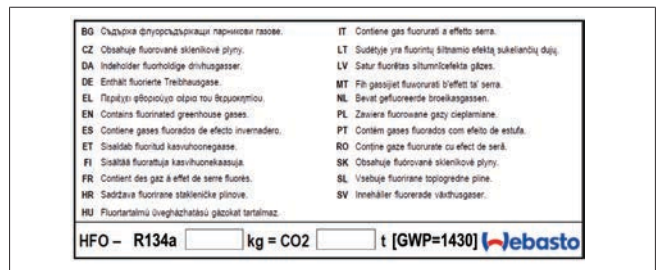 BG Съдържа флуорсъдържащи парникови газове.
CZ Obsahuje fluorované skleníkové plyny.
DA Indeholder fluorholdige drivhusgasser.
DE Enthält fluorierte Treibhausgase.
EL Περιέχει φθοριούχα αέρια του θερμοκηπίου.
EN Contains fluorinated greenhouse gases.
ES Contiene gases fluorados de efecto invernadero.
ET Sisaldab fluoritud kasvuhoonegaase.
FI Sisältää fluorattuja kasvihuonekaasuja.
FR Contient des gaz à effet de serre fluorés.
HR Sadržava fluorirane stakleničke plinove.
HU Fluortartalmú üvegházhatású gázokat tartalmaz.
IT Contiene gas fluorurati a effetto serra.
LT Sudėtyje yra fluorintų šiltnamio efektą sukeliančių dujų.
LV Satur fluorētas siltumnīcefekta gāzes.
MT Fih gassijiet fluworurati b'effett ta' serra.
NL Bevat gefluoreerde broeikasgassen.
PL Zawiera fluorowane gazy cieplarniane.
PT Contém gases fluorados com efeito de estufa.
RO Conține gaze fluorurate cu efect de seră.
SK Obsahuje fluórované skleníkové plyny.
SL Vsebuje fluorirane toplogredne pline.
SV Innehåller fluorerade växthusgaser.
HFO – R134a kg = CO2 t [GWP=1430] Webasto